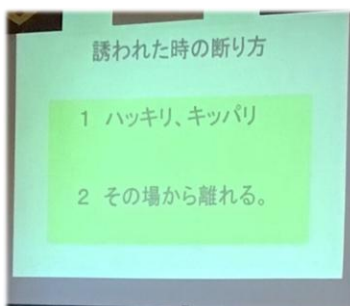 誘われた時の断り方
1 ハッキリ、キッパリ
2 その場から離れる。